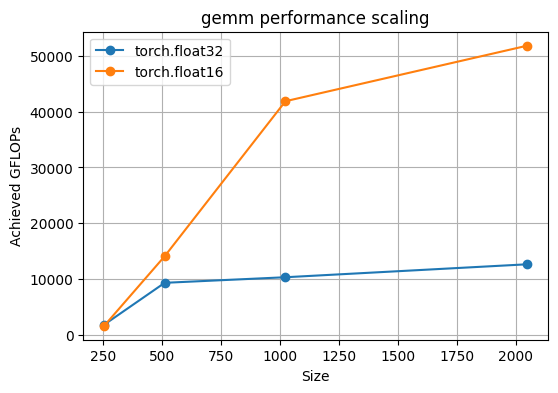 gemm performance scaling
torch.float32
torch.float16
Achieved GFLOPs
50000
40000
30000
20000
10000
0
250
500
750
1000
1250
1500
1750
2000
Size